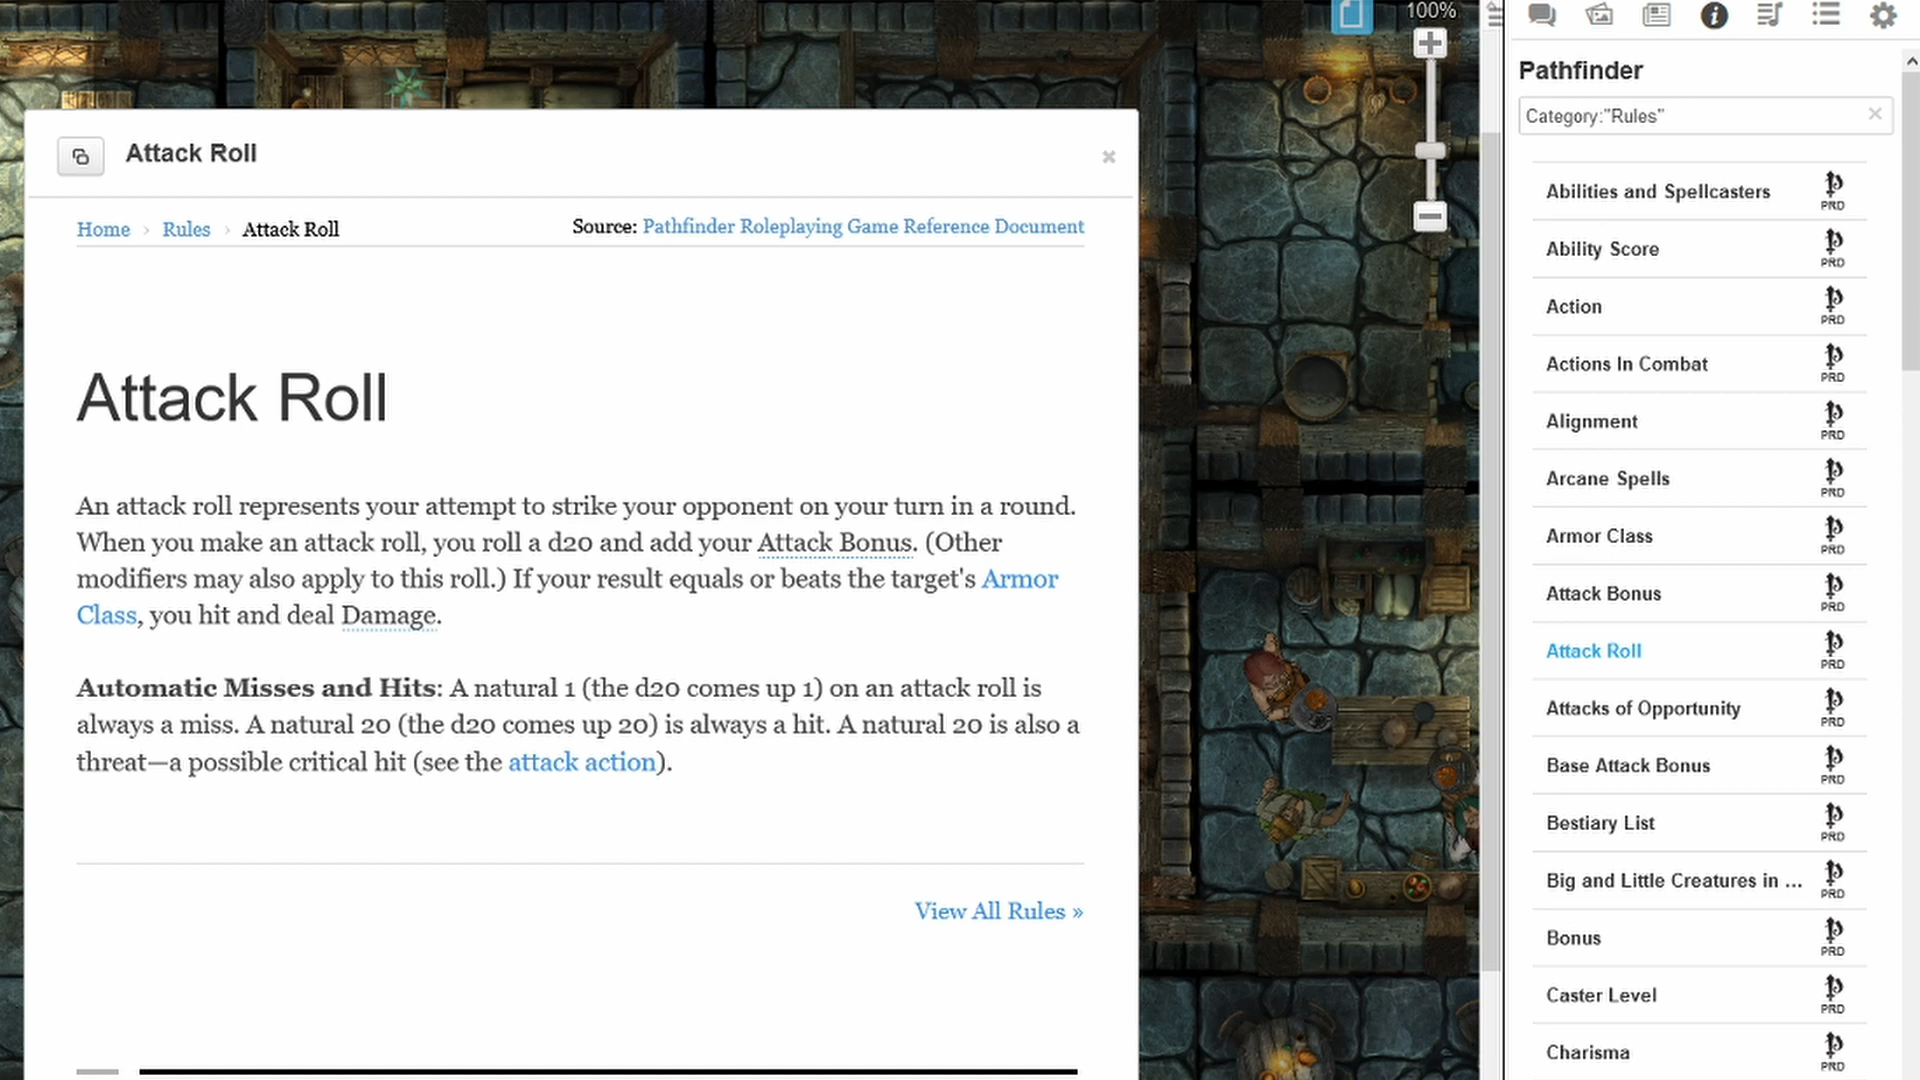 100%
Attack Roll
Home › Rules › Attack Roll
Source: Pathfinder Roleplaying Game Reference Document
Attack Roll
An attack roll represents your attempt to strike your opponent on your turn in a round.
When you make an attack roll, you roll a d20 and add your Attack Bonus. (Other
modifiers may also apply to this roll.) If your result equals or beats the target's Armor
Class, you hit and deal Damage.
Automatic Misses and Hits: A natural 1 (the d20 comes up 1) on an attack roll is
always a miss. A natural 20 (the d20 comes up 20) is always a hit. A natural 20 is also a
threat—a possible critical hit (see the attack action).
View All Rules »
Pathfinder
Category:"Rules"
Abilities and Spellcasters PRD
Ability Score PRD
Action PRD
Actions In Combat PRD
Alignment PRD
Arcane Spells PRD
Armor Class PRD
Attack Bonus PRD
Attack Roll PRD
Attacks of Opportunity PRD
Base Attack Bonus PRD
Bestiary List PRD
Big and Little Creatures in ... PRD
Bonus PRD
Caster Level PRD
Charisma PRD